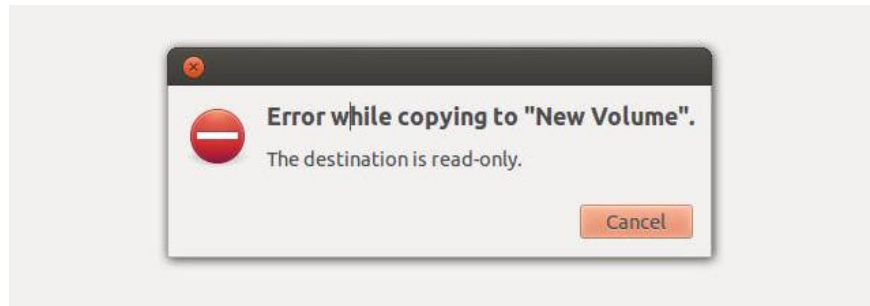 Error while copying to "New Volume".
The destination is read-only.
Cancel